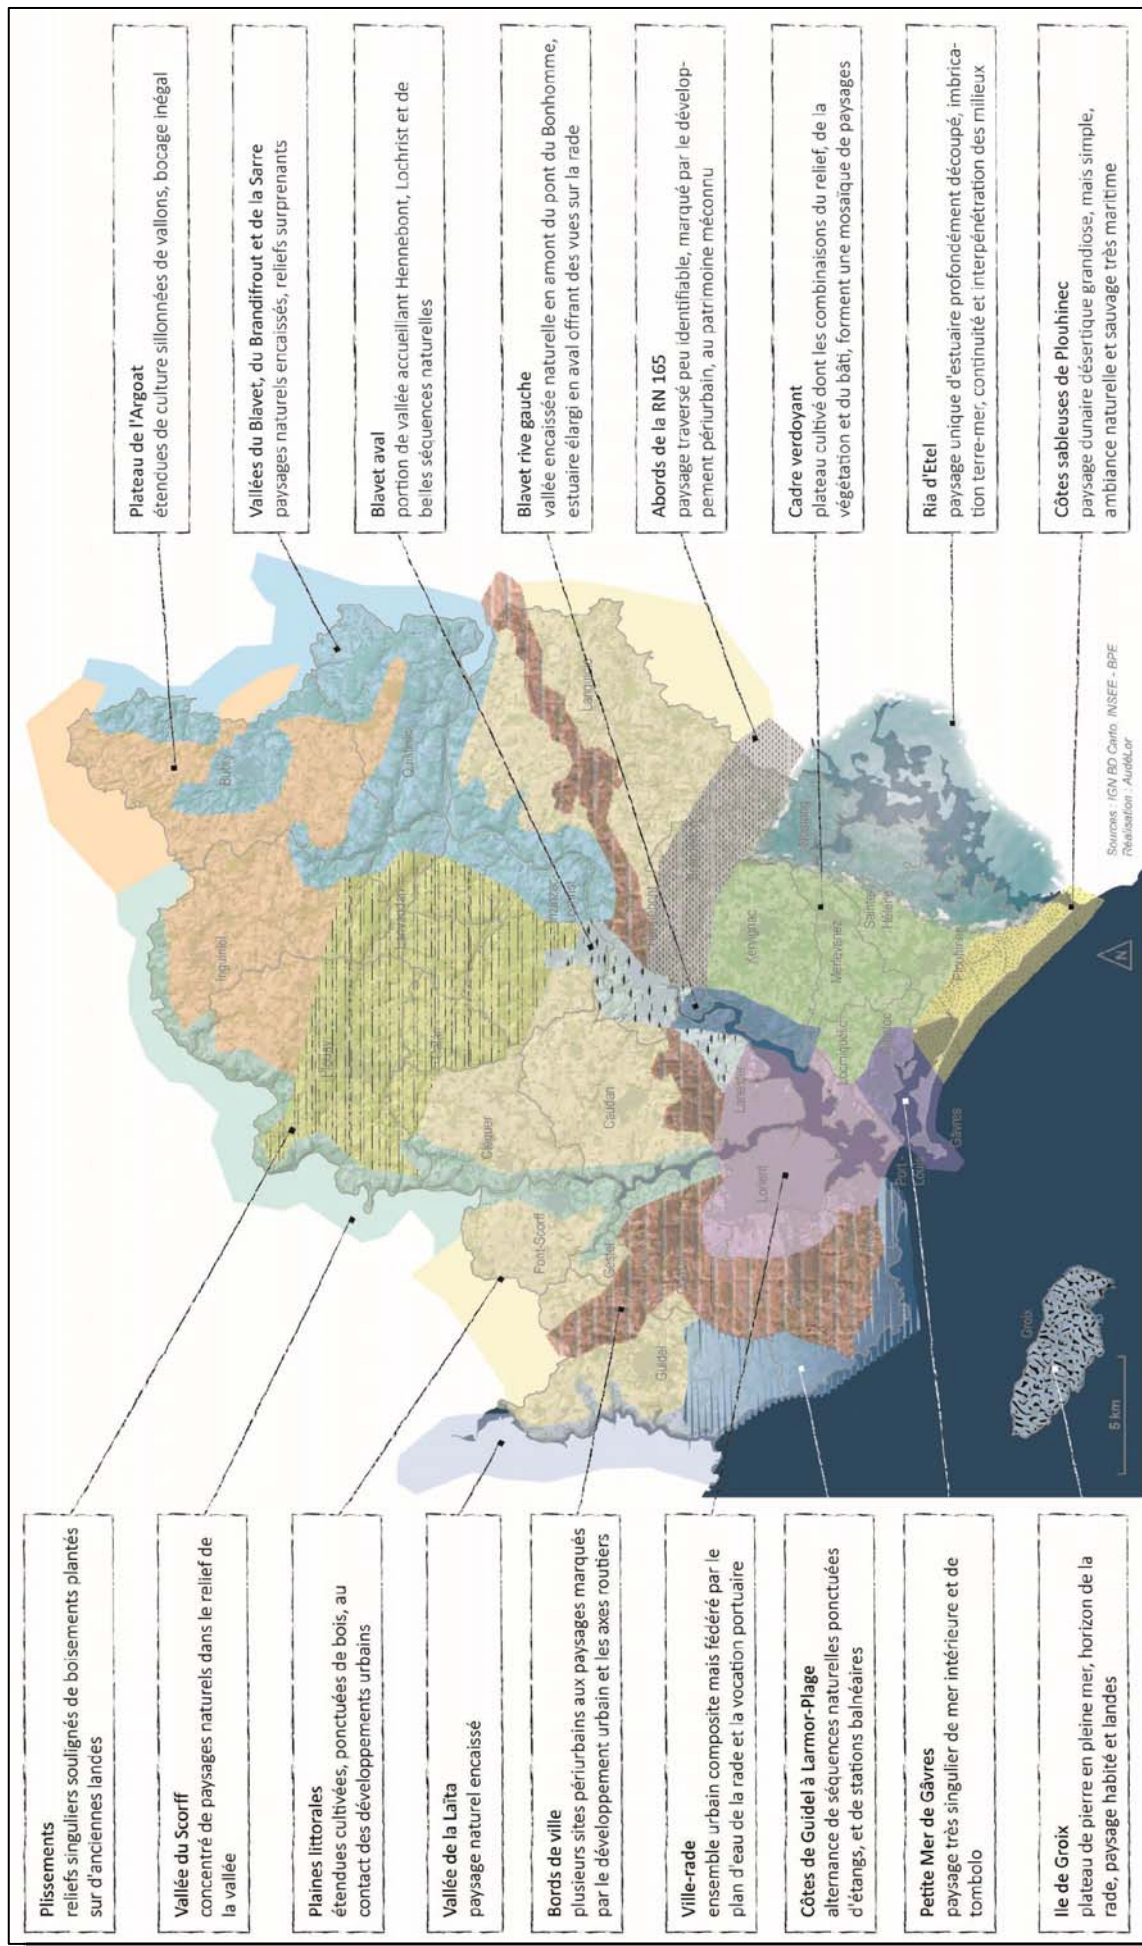 Plissements
reliefs singuliers soulignés de boisements plantés
sur d'anciennes landes
Vallée du Scorff
concentré de paysages naturels dans le relief de
la vallée
Plaines littorales
étendues cultivées, ponctuées de bois, au
contact des développements urbains
Vallée de la Laïta
paysage naturel encaissé
Bords de ville
plusieurs sites périurbains aux paysages marqués
par le développement urbain et les axes routiers
Ville-rade
ensemble urbain composite mais fédéré par le
plan d'eau de la rade et la vocation portuaire
Côtes de Guidel à Larmor-Plage
alternance de séquences naturelles ponctuées
d'étangs, et de stations balnéaires
Petite Mer de Gâvres
paysage très singulier de mer intérieure et de
tombolo
Ile de Groix
plateau de pierre en pleine mer, horizon de la
rade, paysage habité et landes
Bubry
Inguiniel
Plouay
Lanvaudan
Quistinic
Cléguer
Pont-Scorff
Caudan
Languidic
Gestel
Guidel
Lanester
Lorient
Kervignac
Merlevenez
Sainte
Hélène
Locmiquélic
Port -
Louis
Gâvres
Plouhinec
Groix
5 km
N
Sources : IGN BD Carto INSEE - BPE
Réalisation : AudéLor
Plateau de l'Argoat
étendues de culture sillonnées de vallons, bocage inégal
Vallées du Blavet, du Brandifrout et de la Sarre
paysages naturels encaissés, reliefs surprenants
Blavet aval
portion de vallée accueillant Hennebont, Lochrist et de
belles séquences naturelles
Blavet rive gauche
vallée encaissée naturelle en amont du pont du Bonhomme,
estuaire élargi en aval offrant des vues sur la rade
Abords de la RN 165
paysage traversé peu identifiable, marqué par le dévelop-
pement périurbain, au patrimoine méconnu
Cadre verdoyant
plateau cultivé dont les combinaisons du relief, de la
végétation et du bâti, forment une mosaïque de paysages
Ria d'Etel
paysage unique d'estuaire profondément découpé, imbrica-
tion terre-mer, continuité et interpénétration des milieux
Côtes sableuses de Plouhinec
paysage dunaire désertique grandiose, mais simple,
ambiance naturelle et sauvage très maritime